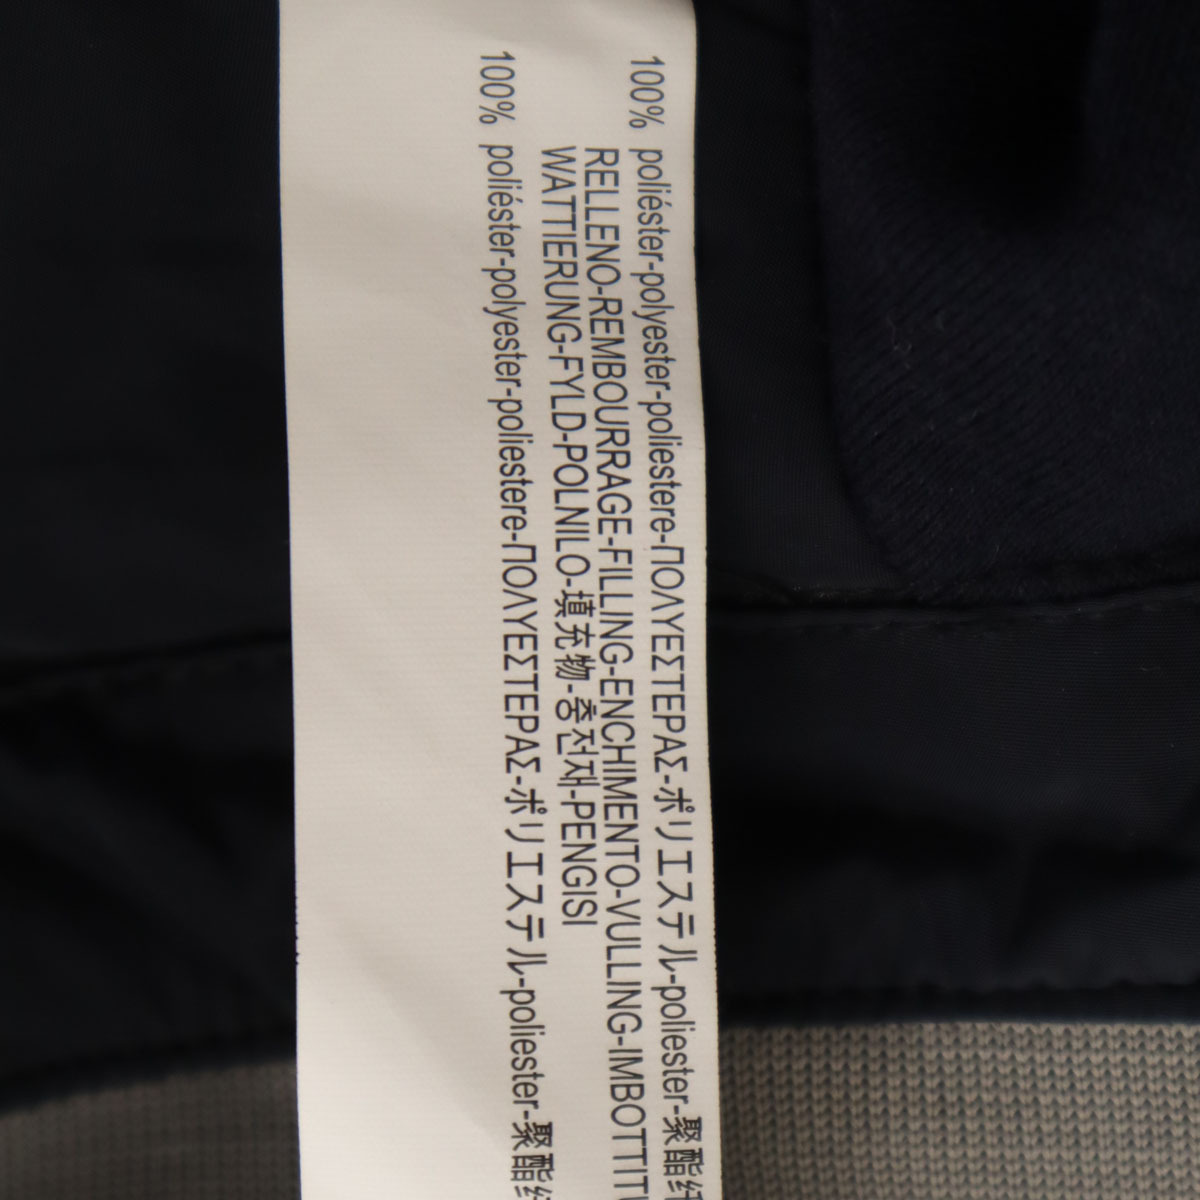 100% poliéster-polyester-poliestere-ΠΟΛΥΕΣΤΕΡΑΣ-ポリエステル-poliester-聚酯纤
RELLENO-REMBOURRAGE-FILLING-ENCHIMENTO-VULLING-IMBOTTITU
WATTIERUNG-FYLD-POLNILO-填充物-충전재-PENGISI
100% poliéster-polyester-poliestere-ΠΟΛΥΕΣΤΕΡΑΣ-ポリエステル-poliester-聚酯纤